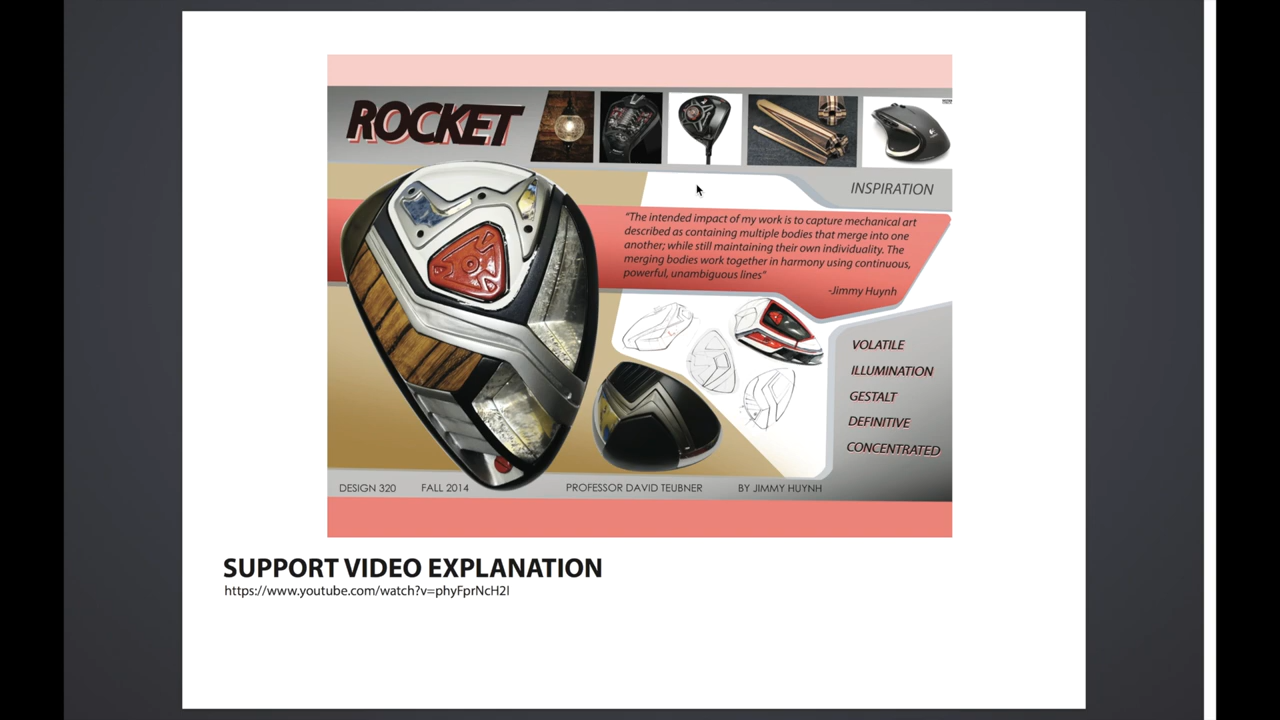 ROCKET
INSPIRATION
“The intended impact of my work is to capture mechanical art
described as containing multiple bodies that merge into one
another; while still maintaining their own individuality. The
merging bodies work together in harmony using continuous,
powerful, unambiguous lines”
-Jimmy Huynh
VOLATILE
ILLUMINATION
GESTALT
DEFINITIVE
CONCENTRATED
DESIGN 320 FALL 2014 PROFESSOR DAVID TEUBNER BY JIMMY HUYNH
SUPPORT VIDEO EXPLANATION
https://www.youtube.com/watch?v=phyFprNcH2I